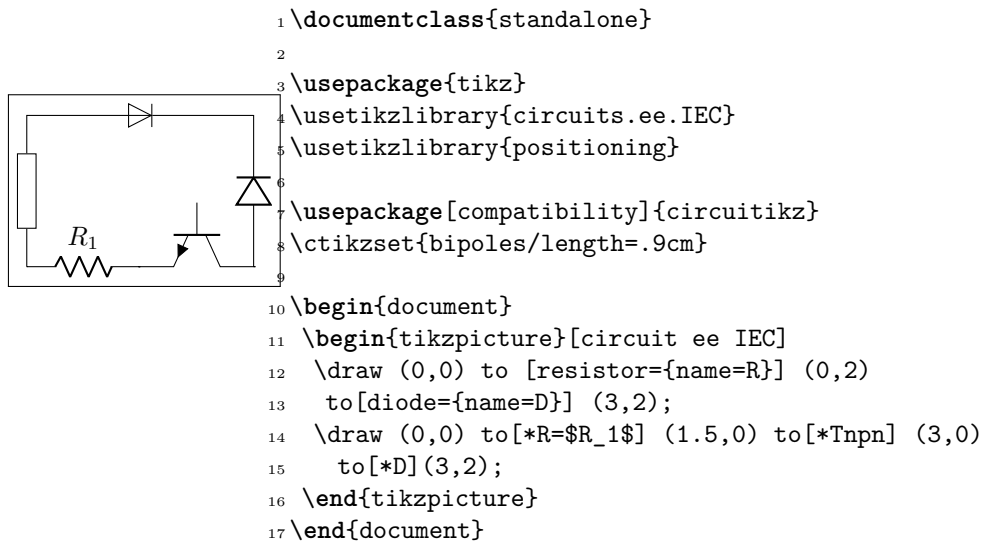 R_1
1 \documentclass{standalone}
2
3 \usepackage{tikz}
4 \usetikzlibrary{circuits.ee.IEC}
5 \usetikzlibrary{positioning}
6
7 \usepackage[compatibility]{circuitikz}
8 \ctikzset{bipoles/length=.9cm}
9
10 \begin{document}
11  \begin{tikzpicture}[circuit ee IEC]
12   \draw (0,0) to [resistor={name=R}] (0,2)
13    to[diode={name=D}] (3,2);
14   \draw (0,0) to[*R=$R_1$] (1.5,0) to[*Tnpn] (3,0)
15     to[*D](3,2);
16  \end{tikzpicture}
17 \end{document}